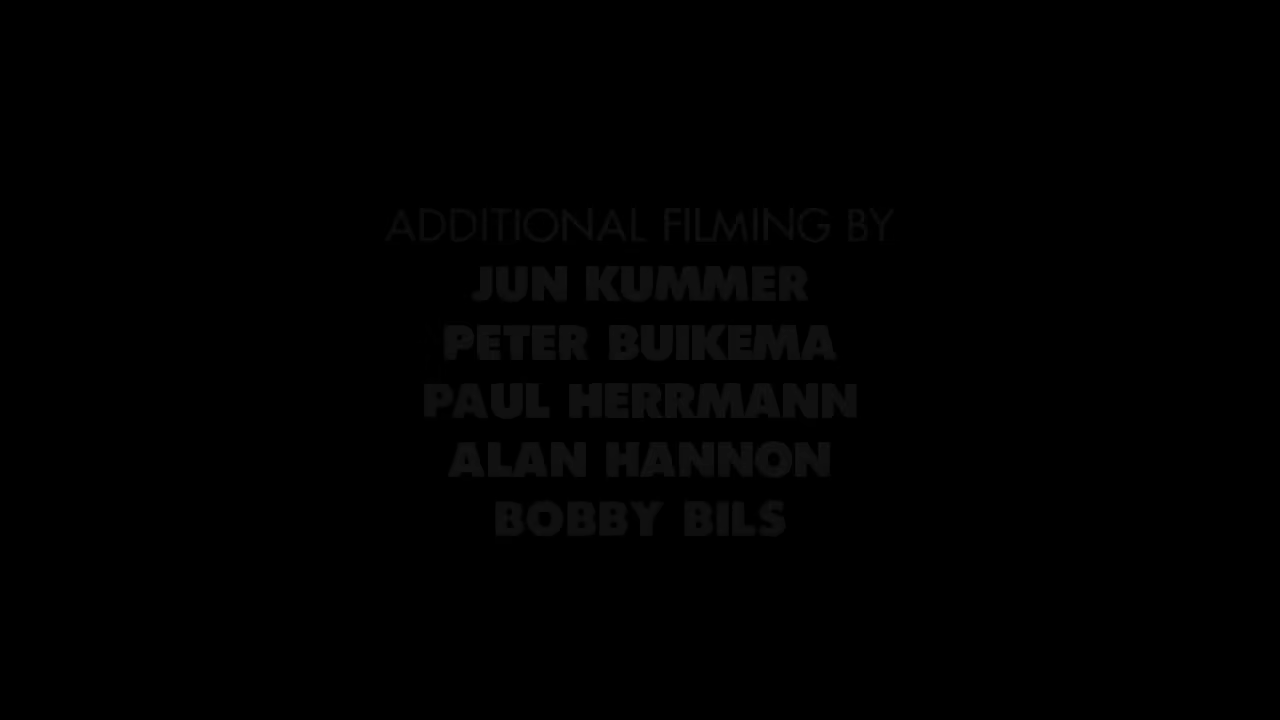 ADDITIONAL FILMING BY
JUN KUMMER
PETER BUIKEMA
PAUL HERRMANN
ALAN HANNON
BOBBY BILS